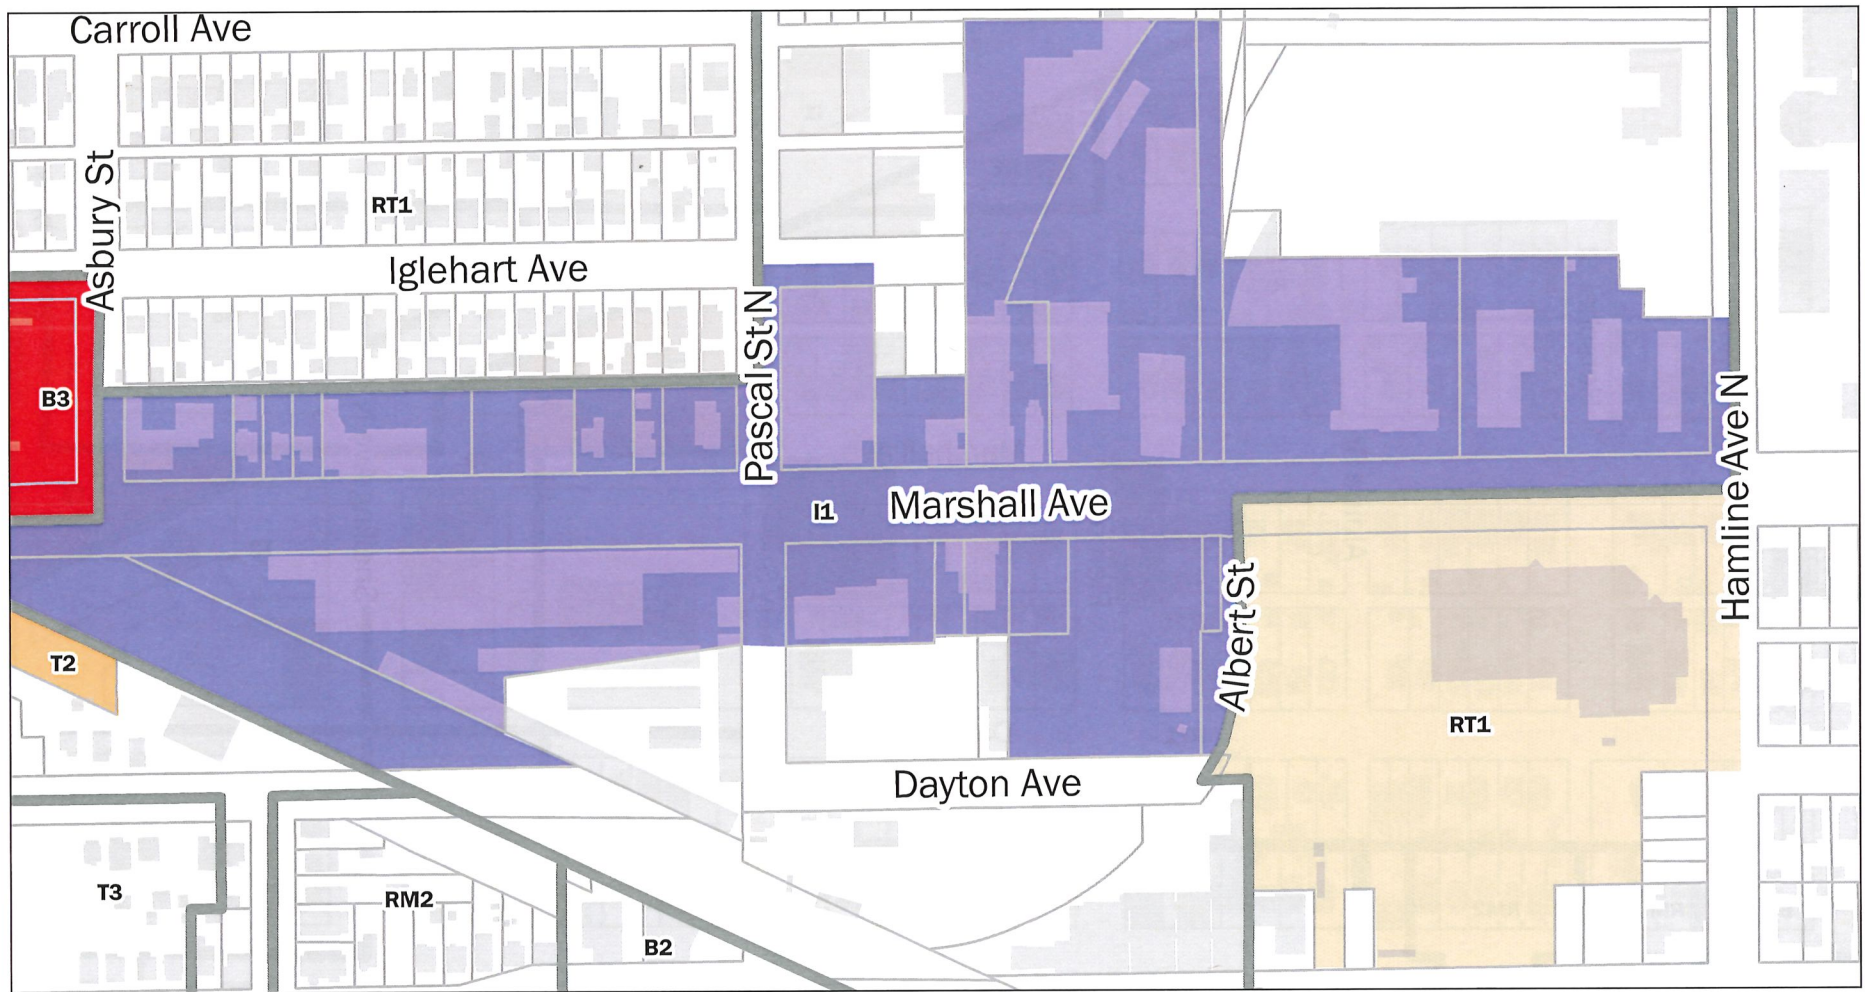 Carroll Ave
Asbury St
RT1
Iglehart Ave
Pascal St N
B3
Hamline Ave N
I1
Marshall Ave
Albert St
T2
RT1
Dayton Ave
T3
RM2
B2